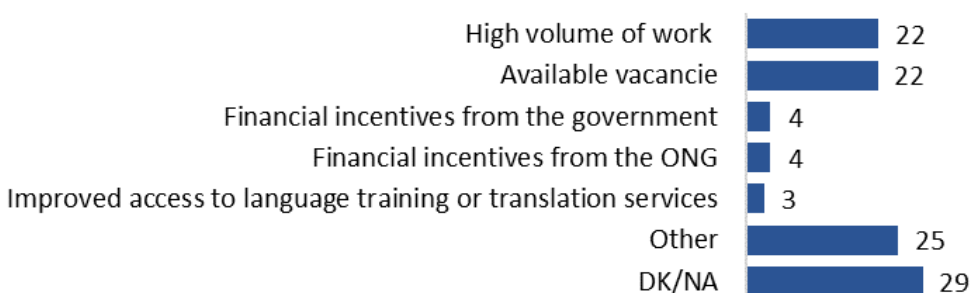 High volume of work 22
Available vacancie 22
Financial incentives from the government 4
Financial incentives from the ONG 4
Improved access to language training or translation services 3
Other 25
DK/NA 29